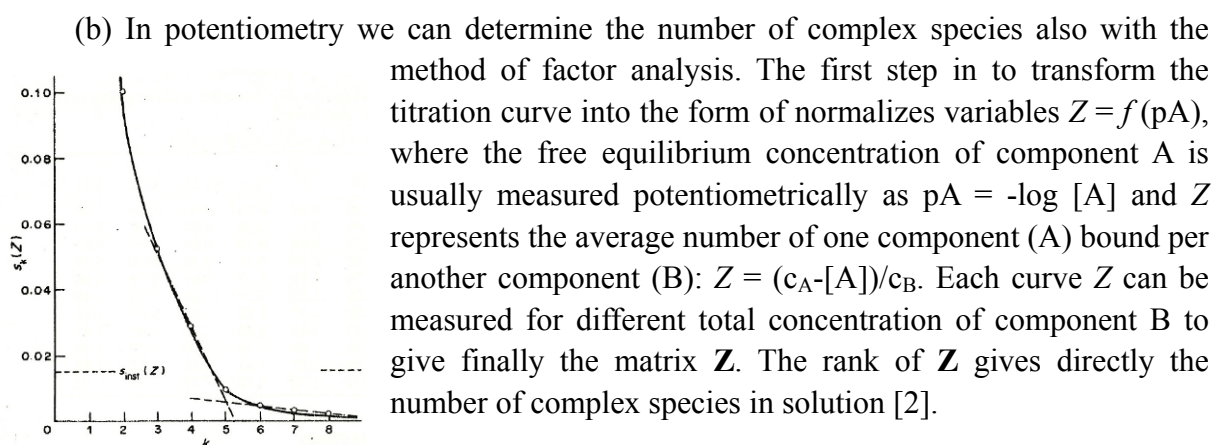 (b) In potentiometry we can determine the number of complex species also with the
method of factor analysis. The first step in to transform the
titration curve into the form of normalizes variables Z = f (pA),
where the free equilibrium concentration of component A is
usually measured potentiometrically as pA = -log [A] and Z
represents the average number of one component (A) bound per
another component (B): Z = (cA-[A])/cB. Each curve Z can be
measured for different total concentration of component B to
give finally the matrix Z. The rank of Z gives directly the
number of complex species in solution [2].
0.10
0.08
0.06
sk(Z)
0.04
0.02
sinst(Z)
0 1 2 3 4 5 6 7 8
k